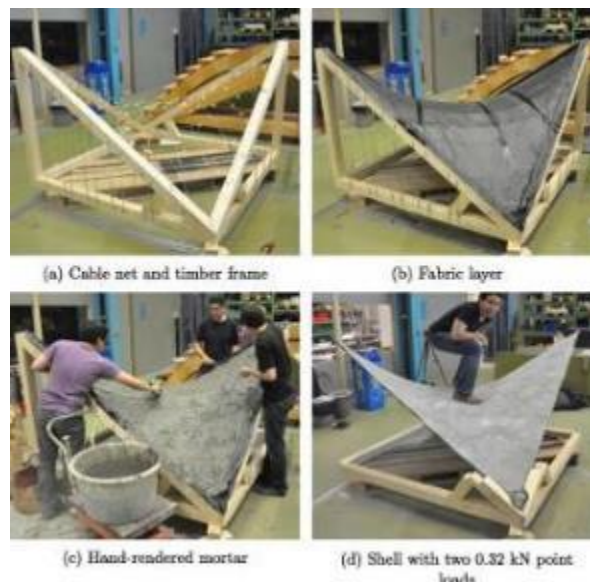 (a) Cable net and timber frame
(b) Fabric layer
(c) Hand-rendered mortar
(d) Shell with two 0.32 kN point
loads